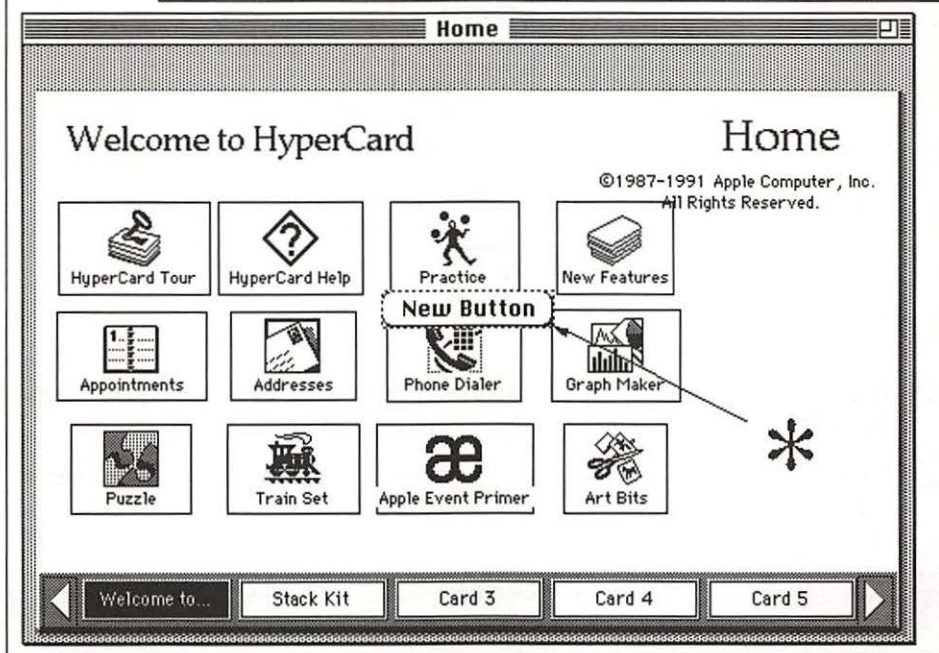 Home
Welcome to HyperCard
Home
©1987-1991 Apple Computer, Inc.
All Rights Reserved.
HyperCard Tour
HyperCard Help
Practice
New Features
New Button
1..
Appointments
Addresses
Phone Dialer
Graph Maker
Puzzle
Train Set
æ
Apple Event Primer
Art Bits
Welcome to...
Stack Kit
Card 3
Card 4
Card 5